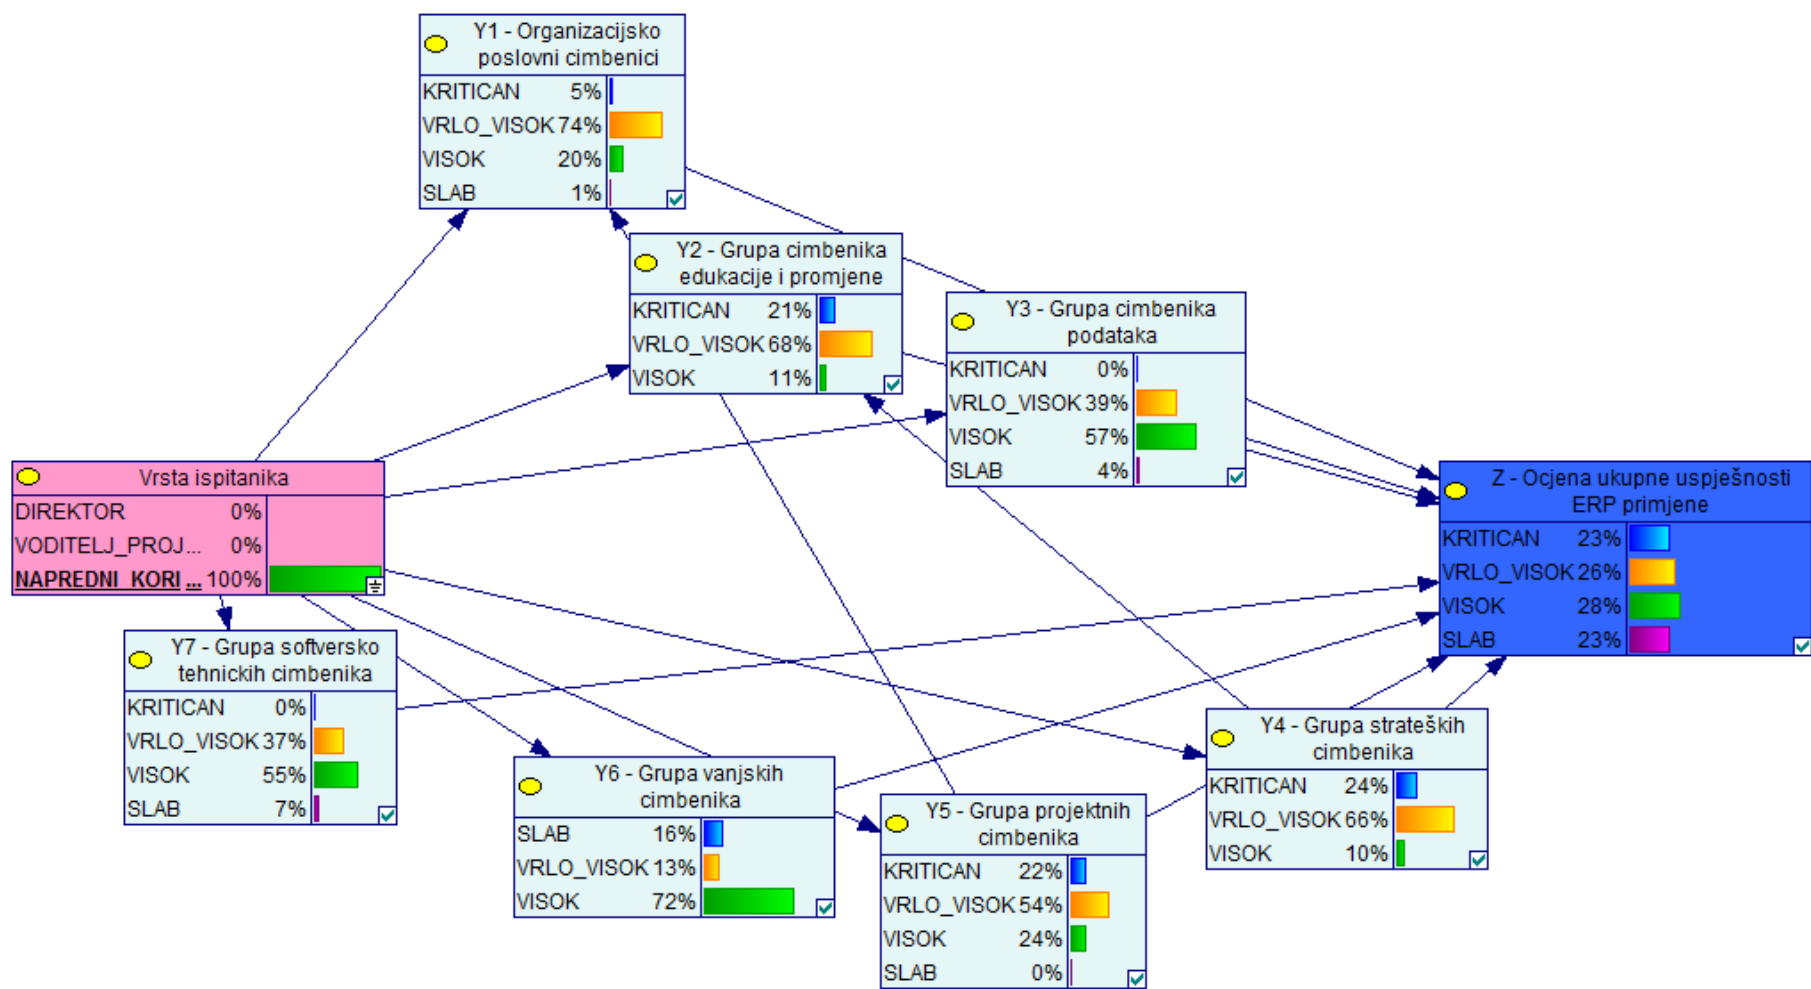 Y1 - Organizacijsko
poslovni cimbenici
KRITICAN 5%
VRLO_VISOK 74%
VISOK 20%
SLAB 1%
Y2 - Grupa cimbenika
edukacije i promjene
KRITICAN 21%
VRLO_VISOK 68%
VISOK 11%
Y3 - Grupa cimbenika
podataka
KRITICAN 0%
VRLO_VISOK 39%
VISOK 57%
SLAB 4%
Vrsta ispitanika
DIREKTOR 0%
VODITELJ_PROJ... 0%
NAPREDNI_KORI ... 100%
Z - Ocjena ukupne uspješnosti
ERP primjene
KRITICAN 23%
VRLO_VISOK 26%
VISOK 28%
SLAB 23%
Y7 - Grupa softversko
tehnickih cimbenika
KRITICAN 0%
VRLO_VISOK 37%
VISOK 55%
SLAB 7%
Y6 - Grupa vanjskih
cimbenika
SLAB 16%
VRLO_VISOK 13%
VISOK 72%
Y5 - Grupa projektnih
cimbenika
KRITICAN 22%
VRLO_VISOK 54%
VISOK 24%
SLAB 0%
Y4 - Grupa strateških
cimbenika
KRITICAN 24%
VRLO_VISOK 66%
VISOK 10%